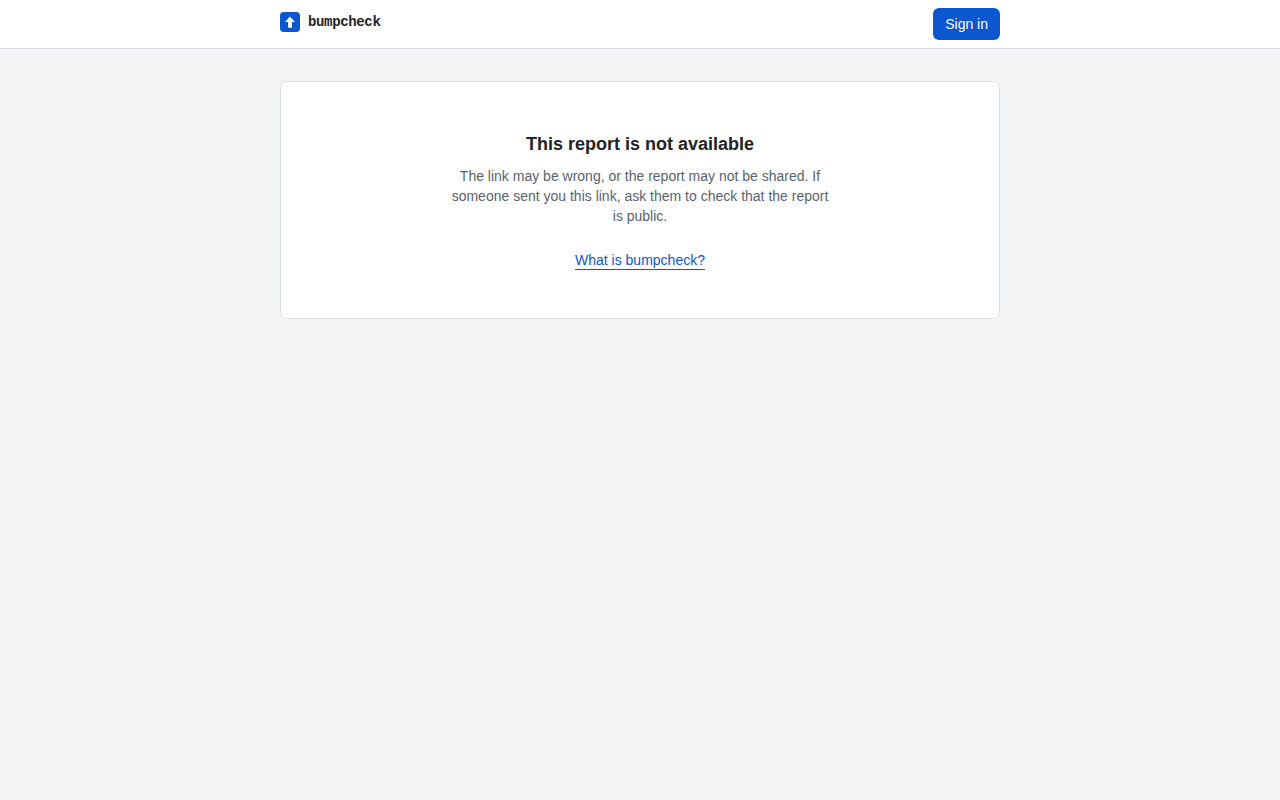 bumpcheck
Sign in
This report is not available
The link may be wrong, or the report may not be shared. If
someone sent you this link, ask them to check that the report
is public.
What is bumpcheck?